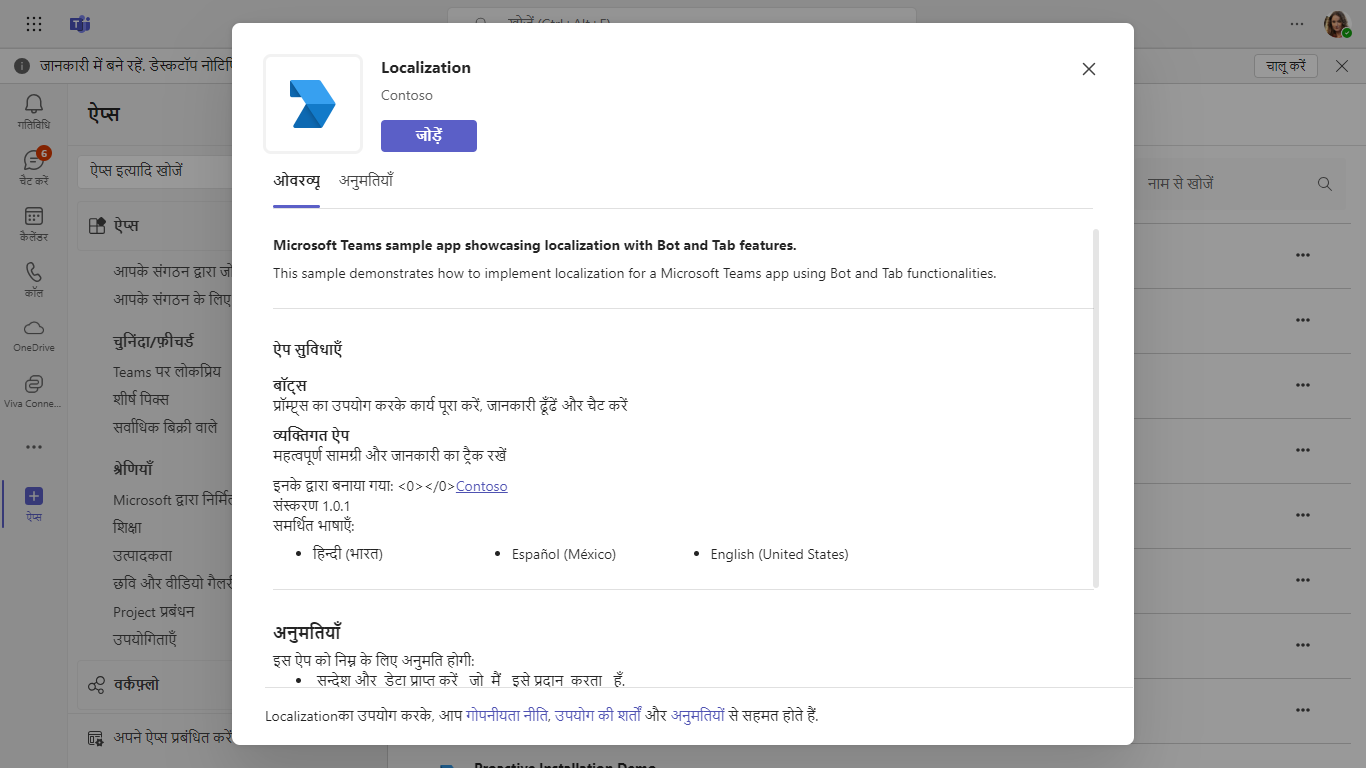 खोजें (Ctrl+Alt+E)
जानकारी में बने रहें. डेस्कटॉप
चालू करें
गतिविधि
6
चैट करें
कैलेंडर
कॉल
OneDrive
Viva Conne...
ऐप्स
ऐप्स
ऐप्स इत्यादि खोजें
ऐप्स
आपके संगठन द्वारा
आपके संगठन के लिए
चुनिंदा/फ़ीचर्ड
Teams पर लोकप्रिय
शीर्ष पिक्स
सर्वाधिक बिक्री वाले
श्रेणियाँ
Microsoft द्वारा
शिक्षा
उत्पादकता
छवि और वीडियो गैलरी
Project प्रबंधन
उपयोगिताएँ
वर्कफ़्लो
अपने ऐप्स प्रबंधित करें
नाम से खोजें
Localization
Contoso
जोड़ें
ओवरव्यू अनुमतियाँ
Microsoft Teams sample app showcasing localization with Bot and Tab features.
This sample demonstrates how to implement localization for a Microsoft Teams app using Bot and Tab functionalities.
ऐप सुविधाएँ
बॉट्स
प्रॉम्प्ट्स का उपयोग करके कार्य पूरा करें, जानकारी ढूँढें और चैट करें
व्यक्तिगत ऐप
महत्वपूर्ण सामग्री और जानकारी का ट्रैक रखें
इनके द्वारा बनाया गया: <0></0>Contoso
संस्करण 1.0.1
समर्थित भाषाएँ:
• हिन्दी (भारत) • Español (México) • English (United States)
अनुमतियाँ
इस ऐप को निम्न के लिए अनुमति होगी:
• सन्देश और डेटा प्राप्त करें जो मैं इसे प्रदान करता हूँ.
Localizationका उपयोग करके, आप गोपनीयता नीति, उपयोग की शर्तों और अनुमतियों से सहमत होते हैं.
Proactive Installation Demo